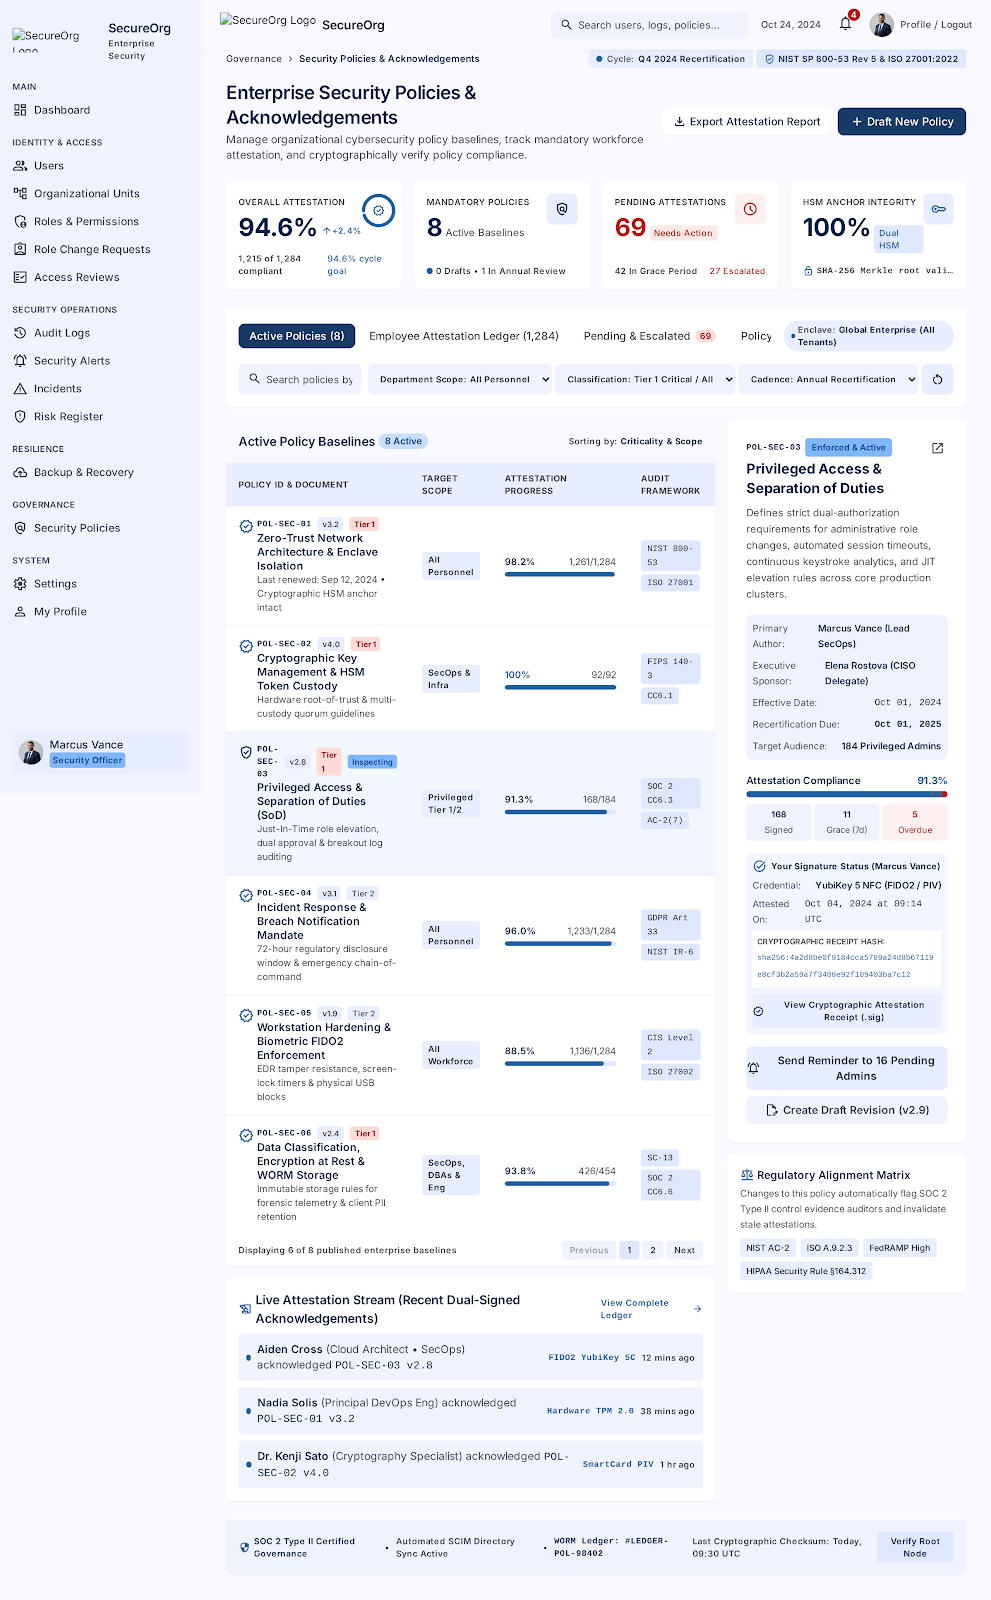 SecureOrg Logo
SecureOrg
Enterprise
Security
MAIN
Dashboard
IDENTITY & ACCESS
Users
Organizational Units
Roles & Permissions
Role Change Requests
Access Reviews
SECURITY OPERATIONS
Audit Logs
Security Alerts
Incidents
Risk Register
RESILIENCE
Backup & Recovery
GOVERNANCE
Security Policies
SYSTEM
Settings
My Profile
Marcus Vance
Security Officer
SecureOrg Logo SecureOrg
Search users, logs, policies...
Oct 24, 2024
4
Profile / Logout
Governance > Security Policies & Acknowledgements
Cycle: Q4 2024 Recertification
NIST SP 800-53 Rev 5 & ISO 27001:2022
Enterprise Security Policies &
Acknowledgements
Manage organizational cybersecurity policy baselines, track mandatory workforce
attestation, and cryptographically verify policy compliance.
Export Attestation Report
Draft New Policy
OVERALL ATTESTATION
94.6% +2.4%
1,215 of 1,284
compliant
94.6% cycle
goal
MANDATORY POLICIES
8 Active Baselines
0 Drafts • 1 In Annual Review
PENDING ATTESTATIONS
69 Needs Action
42 In Grace Period 27 Escalated
HSM ANCHOR INTEGRITY
100% Dual
HSM
SHA-256 Merkle root vali…
Active Policies (8)
Employee Attestation Ledger (1,284)
Pending & Escalated 69
Policy
Enclave: Global Enterprise (All
Tenants)
Search policies by
Department Scope: All Personnel
Classification: Tier 1 Critical / All
Cadence: Annual Recertification
Active Policy Baselines 8 Active
Sorting by: Criticality & Scope
POLICY ID & DOCUMENT
TARGET
SCOPE
ATTESTATION
PROGRESS
AUDIT
FRAMEWORK
POL-SEC-01 v3.2 Tier 1
Zero-Trust Network
Architecture & Enclave
Isolation
Last renewed: Sep 12, 2024 •
Cryptographic HSM anchor
intact
All
Personnel
98.2% 1,261/1,284
NIST 800-
53
ISO 27001
POL-SEC-02 v4.0 Tier 1
Cryptographic Key
Management & HSM
Token Custody
Hardware root-of-trust & multi-
custody quorum guidelines
SecOps &
Infra
100% 92/92
FIPS 140-
3
CC6.1
POL-
SEC-
03
v2.8
Tier
1
Inspecting
Privileged Access &
Separation of Duties
(SoD)
Just-In-Time role elevation,
dual approval & breakout log
auditing
Privileged
Tier 1/2
91.3% 168/184
SOC 2
CC6.3
AC-2(7)
POL-SEC-04 v3.1 Tier 2
Incident Response &
Breach Notification
Mandate
72-hour regulatory disclosure
window & emergency chain-of-
command
All
Personnel
96.0% 1,233/1,284
GDPR Art
33
NIST IR-6
POL-SEC-05 v1.9 Tier 2
Workstation Hardening &
Biometric FIDO2
Enforcement
EDR tamper resistance, screen-
lock timers & physical USB
blocks
All
Workforce
88.5% 1,136/1,284
CIS Level
2
ISO 27002
POL-SEC-06 v2.4 Tier 1
Data Classification,
Encryption at Rest &
WORM Storage
Immutable storage rules for
forensic telemetry & client PII
retention
SecOps,
DBAs &
Eng
93.8% 426/454
SC-13
SOC 2
CC6.6
Displaying 6 of 8 published enterprise baselines
Previous 1 2 Next
Live Attestation Stream (Recent Dual-Signed
Acknowledgements)
View Complete
Ledger
Aiden Cross (Cloud Architect • SecOps)
acknowledged POL-SEC-03 v2.8
FIDO2 YubiKey 5C 12 mins ago
Nadia Solis (Principal DevOps Eng) acknowledged
POL-SEC-01 v3.2
Hardware TPM 2.0 38 mins ago
Dr. Kenji Sato (Cryptography Specialist) acknowledged POL-
SEC-02 v4.0
SmartCard PIV 1 hr ago
POL-SEC-03 Enforced & Active
Privileged Access &
Separation of Duties
Defines strict dual-authorization
requirements for administrative role
changes, automated session timeouts,
continuous keystroke analytics, and JIT
elevation rules across core production
clusters.
Primary
Author:
Marcus Vance (Lead
SecOps)
Executive
Sponsor:
Elena Rostova (CISO
Delegate)
Effective Date: Oct 01, 2024
Recertification Due: Oct 01, 2025
Target Audience: 184 Privileged Admins
Attestation Compliance 91.3%
168
Signed
11
Grace (7d)
5
Overdue
Your Signature Status (Marcus Vance)
Credential: YubiKey 5 NFC (FIDO2 / PIV)
Attested
On:
Oct 04, 2024 at 09:14
UTC
CRYPTOGRAPHIC RECEIPT HASH:
sha256:4a2d8be0f9184cca5789a24d8b67119
e8cf3b2a59a7f3408e92f109403ba7c12
View Cryptographic Attestation
Receipt (.sig)
Send Reminder to 16 Pending
Admins
Create Draft Revision (v2.9)
Regulatory Alignment Matrix
Changes to this policy automatically flag SOC 2
Type II control evidence auditors and invalidate
stale attestations.
NIST AC-2 ISO A.9.2.3 FedRAMP High
HIPAA Security Rule §164.312
SOC 2 Type II Certified
Governance
• Automated SCIM Directory
Sync Active
• WORM Ledger: #LEDGER-
POL-98402
Last Cryptographic Checksum: Today,
09:30 UTC
Verify Root
Node